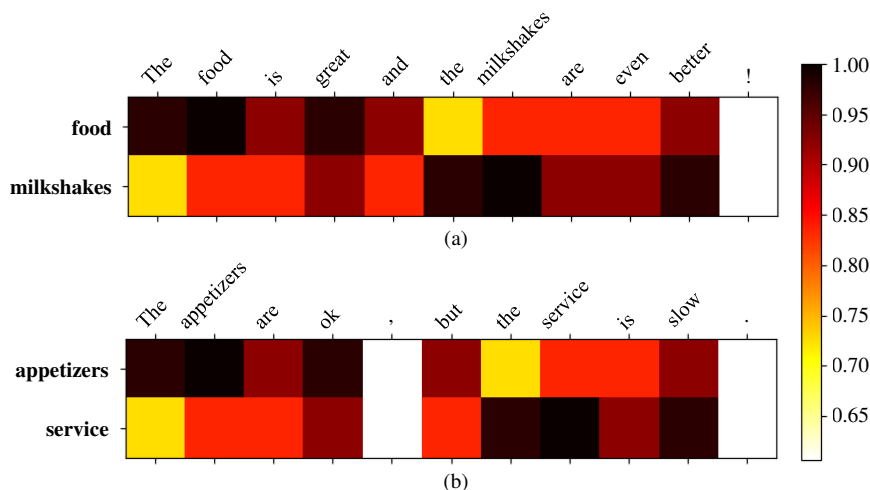 The food is great and the milkshakes are even better !
food
milkshakes
(a)
The appetizers are ok , but the service is slow .
appetizers
service
(b)
1.00
0.95
0.90
0.85
0.80
0.75
0.70
0.65